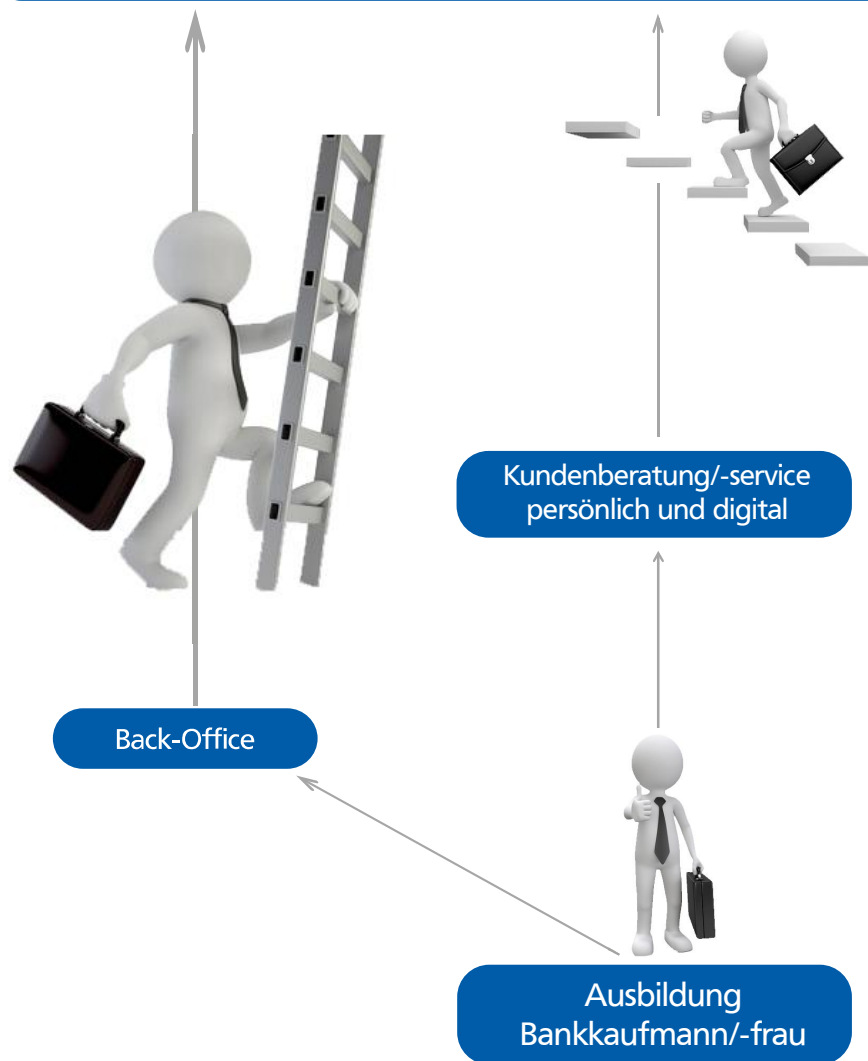 Kundenberatung/-service
persönlich und digital
Back-Office
Ausbildung
Bankkaufmann/-frau